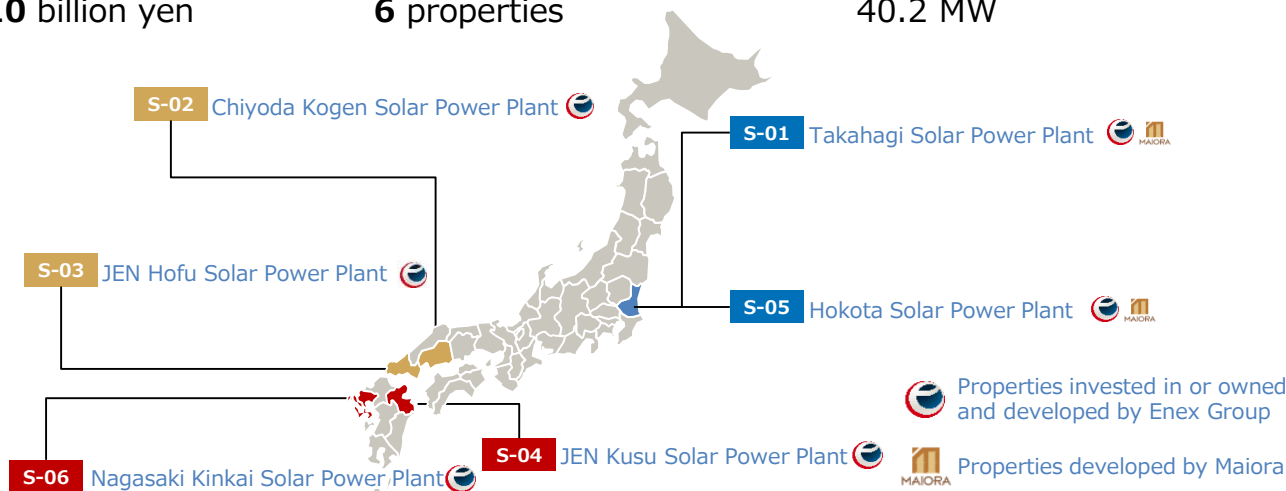 .0 billion yen
6 properties
40.2 MW
S-02 Chiyoda Kogen Solar Power Plant
S-01 Takahagi Solar Power Plant
MAIORA
S-03 JEN Hofu Solar Power Plant
S-05 Hokota Solar Power Plant
MAIORA
Properties invested in or owned
and developed by Enex Group
S-04 JEN Kusu Solar Power Plant
S-06 Nagasaki Kinkai Solar Power Plant
MAIORA
Properties developed by Maiora